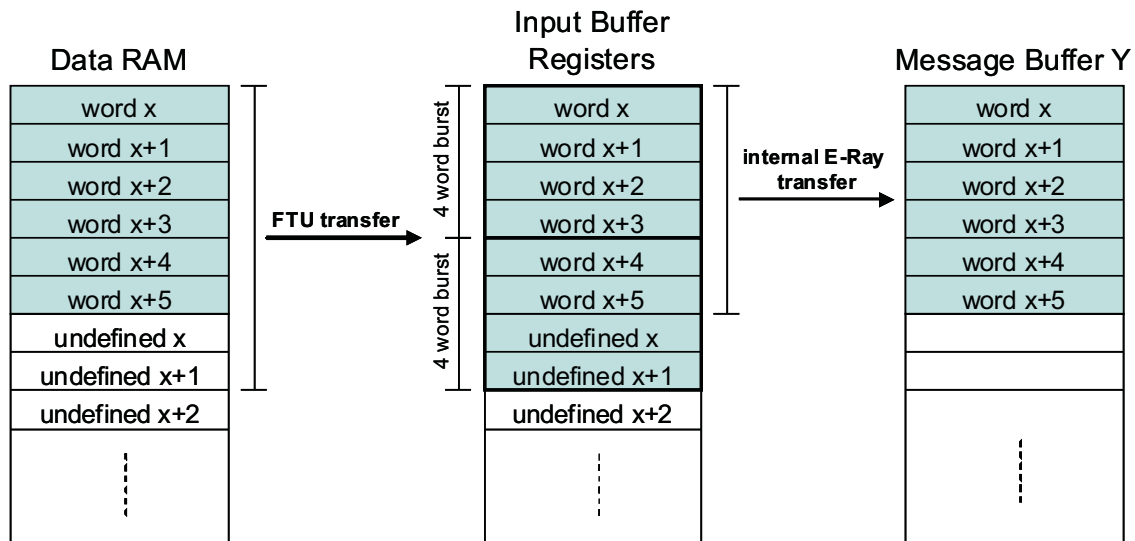 Data RAM
word x
word x+1
word x+2
word x+3
word x+4
word x+5
undefined x
undefined x+1
undefined x+2
FTU transfer
Input Buffer
Registers
4 word burst
4 word burst
word x
word x+1
word x+2
word x+3
word x+4
word x+5
undefined x
undefined x+1
undefined x+2
internal E-Ray
transfer
Message Buffer Y
word x
word x+1
word x+2
word x+3
word x+4
word x+5